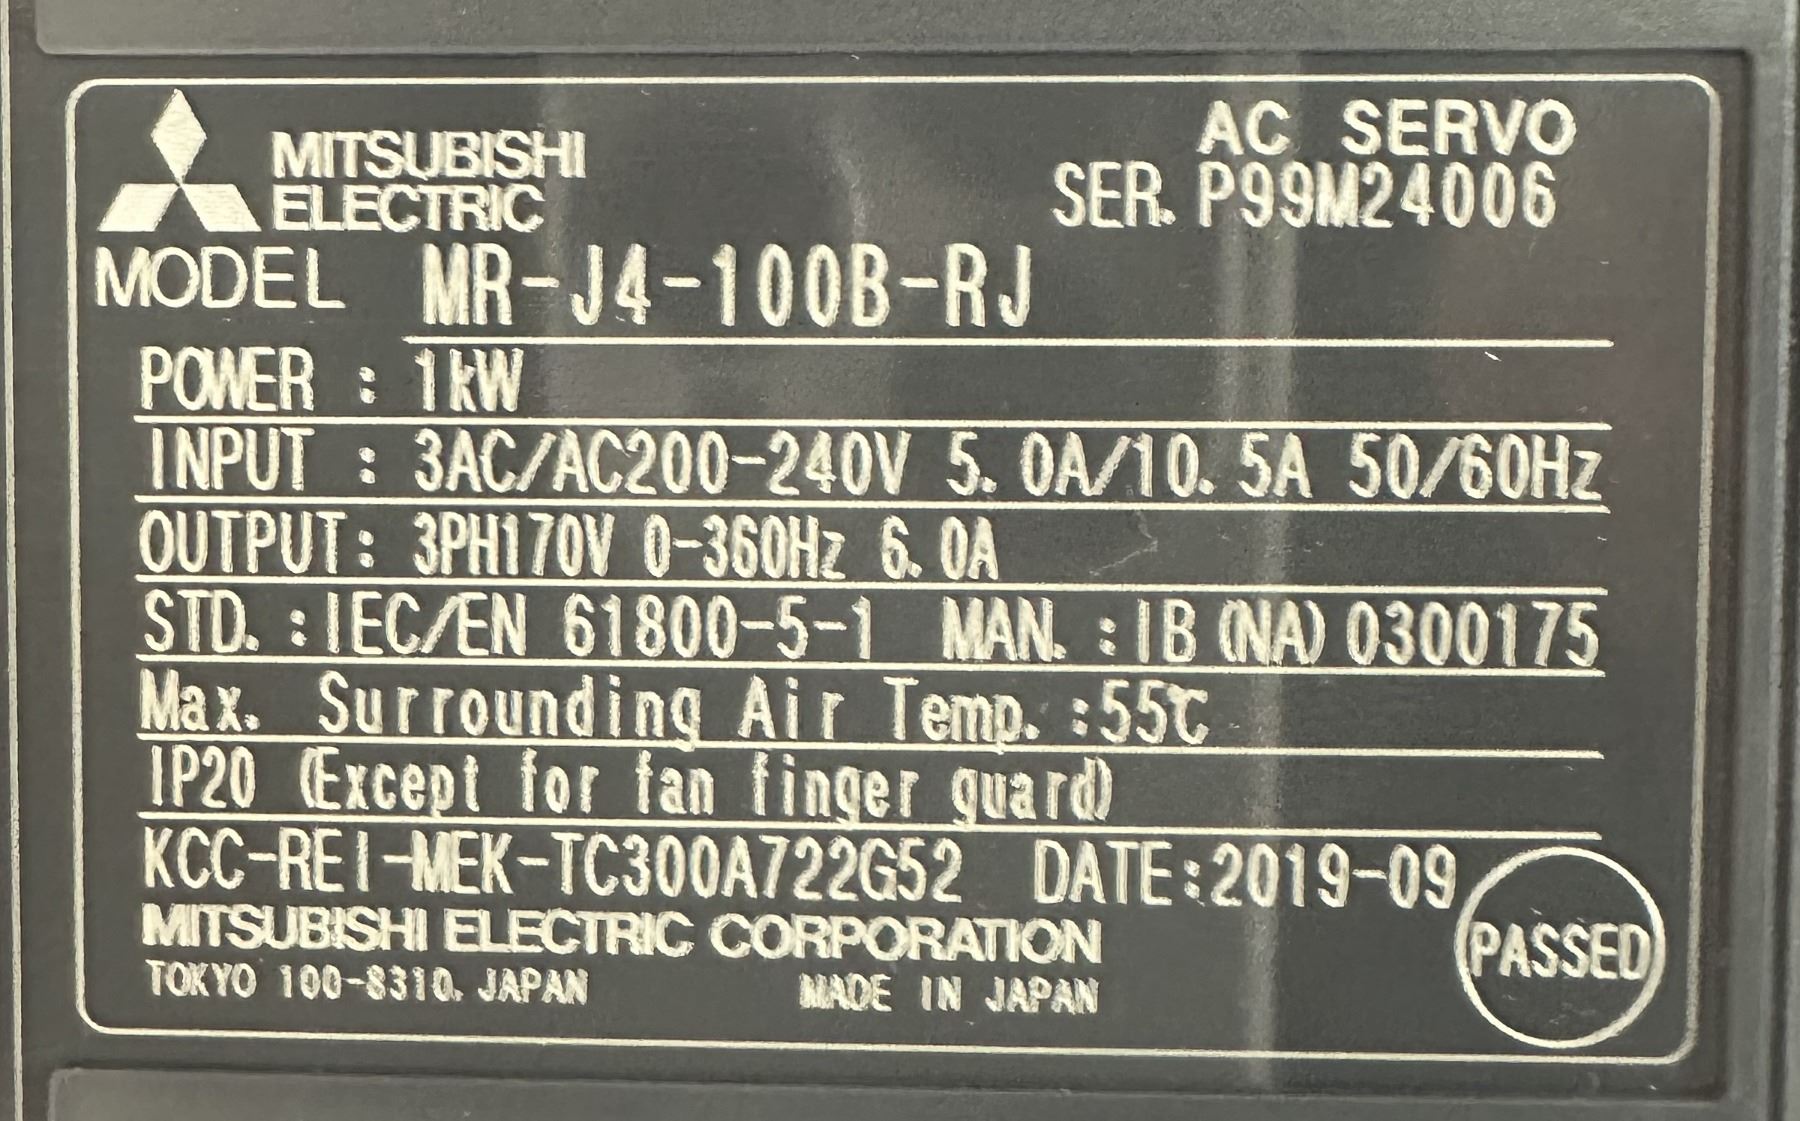 MITSUBISHI
ELECTRIC
AC SERVO
SER. P99M24006
MODEL MR-J4-100B-RJ
POWER : 1kW
INPUT : 3AC/AC200-240V 5.0A/10.5A 50/60Hz
OUTPUT: 3PH170V 0-360Hz 6.0A
STD. :IEC/EN 61800-5-1 MAN. :IB(NA)0300175
Max. Surrounding Air Temp. :55℃
IP20 (Except for fan finger guard)
KCC-REI-MEK-TC300A722G52 DATE:2019-09
MITSUBISHI ELECTRIC CORPORATION
TOKYO 100-8310, JAPAN MADE IN JAPAN
PASSED